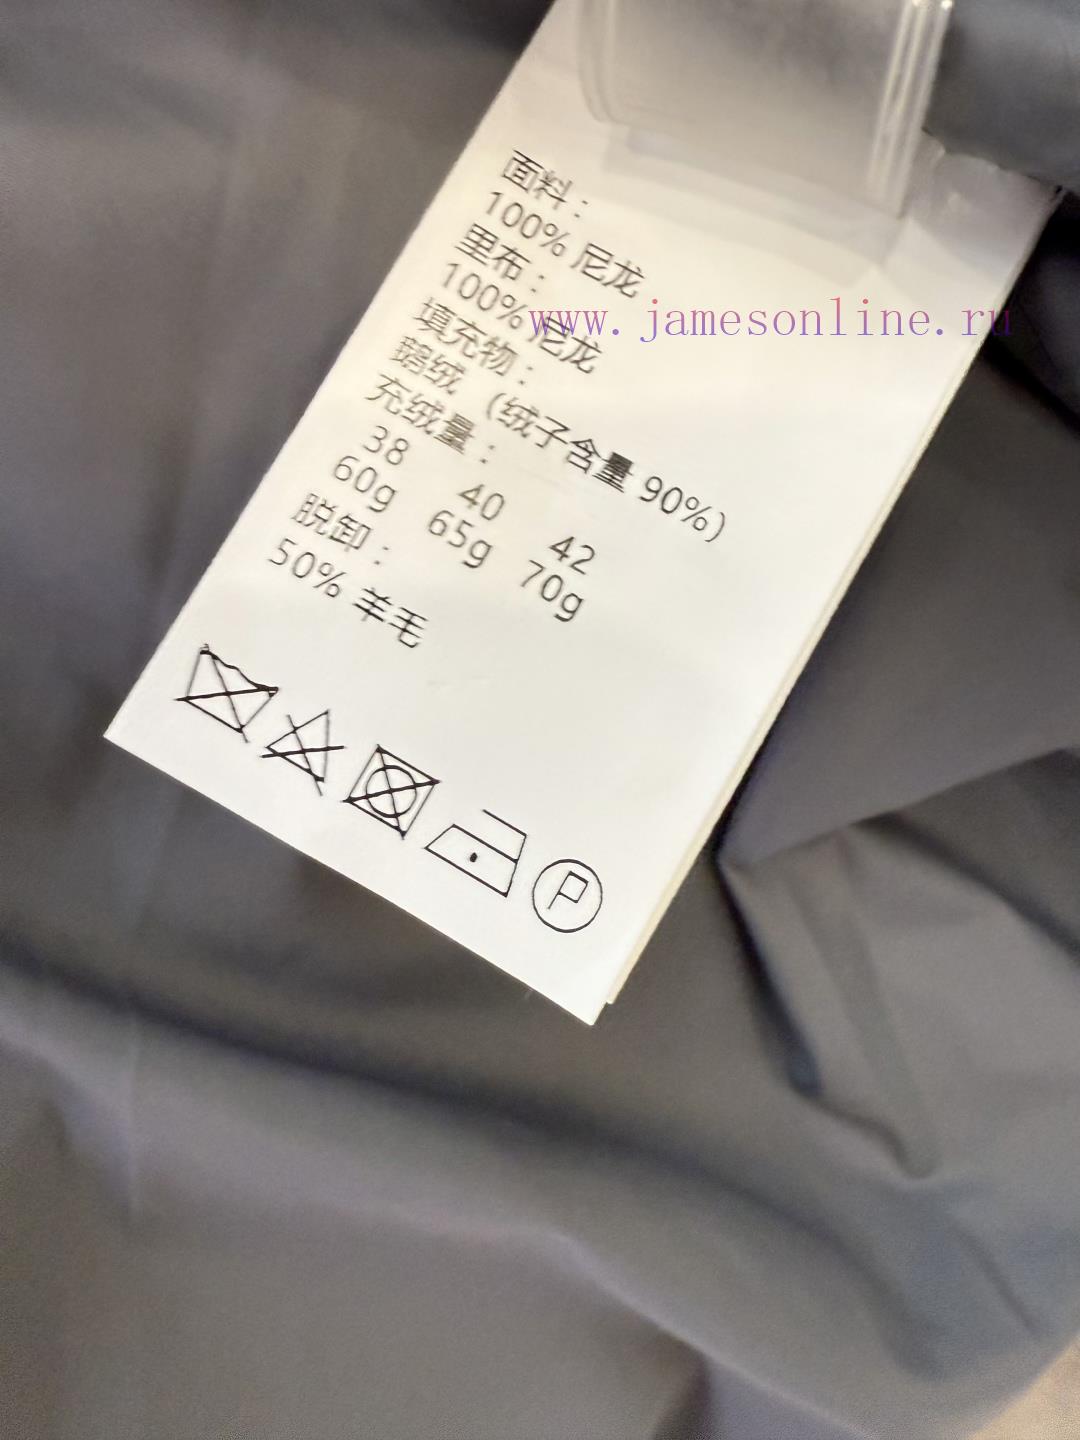 面料：
100% 尼龙
里布：
100% 尼龙
填充物：
鹅绒（绒子含量 90%）
充绒量：
38 40 42
60g 65g 70g
脱卸：
50% 羊毛
P
www.jamesonline.ru